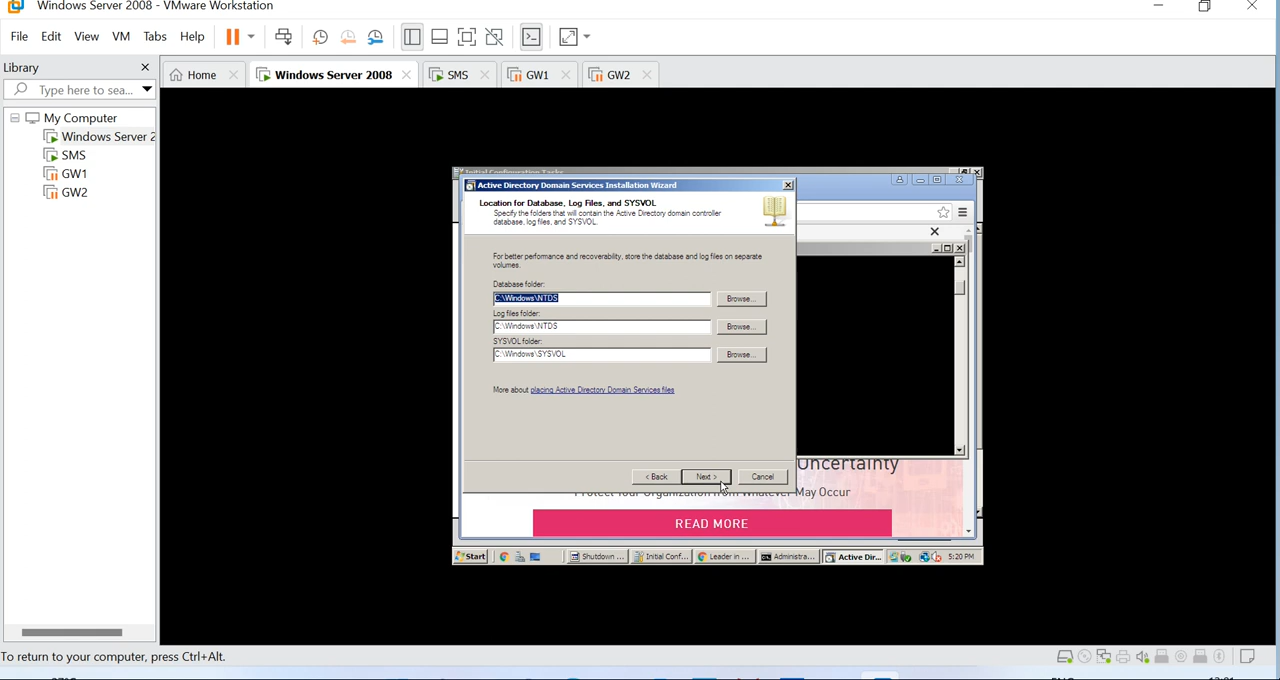 Windows Server 2008 - VMware Workstation
File Edit View VM Tabs Help
Library
Type here to sea...
Home
Windows Server 2008
SMS
GW1
GW2
My Computer
Windows Server 2
SMS
GW1
GW2
Initial Configuration Tasks
Active Directory Domain Services Installation Wizard
Location for Database, Log Files, and SYSVOL
Specify the folders that will contain the Active Directory domain controller
database, log files, and SYSVOL.
For better performance and recoverability, store the database and log files on separate
volumes.
Database folder:
C:\Windows\NTDS
Browse...
Log files folder:
C:\Windows\NTDS
Browse...
SYSVOL folder:
C:\Windows\SYSVOL
Browse...
More about placing Active Directory Domain Services files
< Back
Next >
Cancel
Uncertainty
Protect Your Organization from Whatever May Occur
READ MORE
Start
Shutdown ...
Initial Conf...
Leader in ...
Administra...
Active Dir...
5:20 PM
To return to your computer, press Ctrl+Alt.